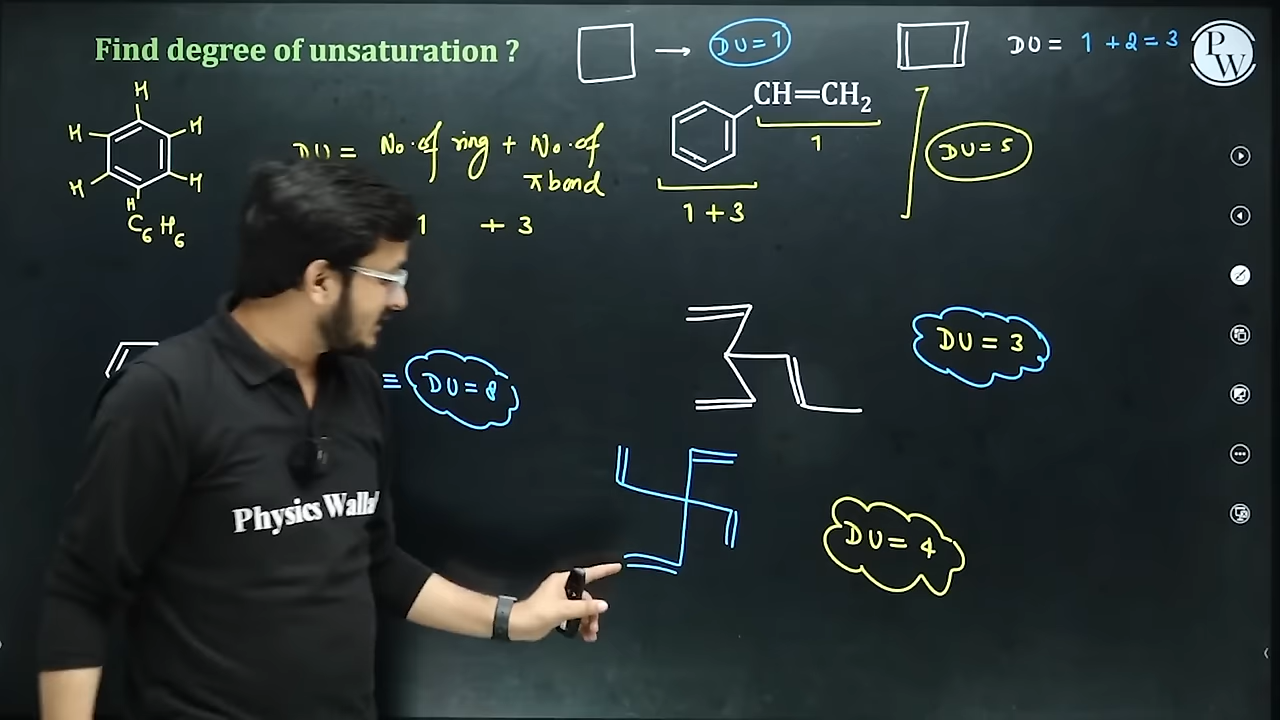 Find degree of unsaturation ?
→ DU=1
DU = 1 + 2 = 3
PW
H
H
H
H
H
H
C6H6
DU = No. of ring + No. of
π bond
1 + 3
CH=CH2
1
1+3
DU = 5
≡ DU = 8
DU = 3
DU = 4
Physics Walla